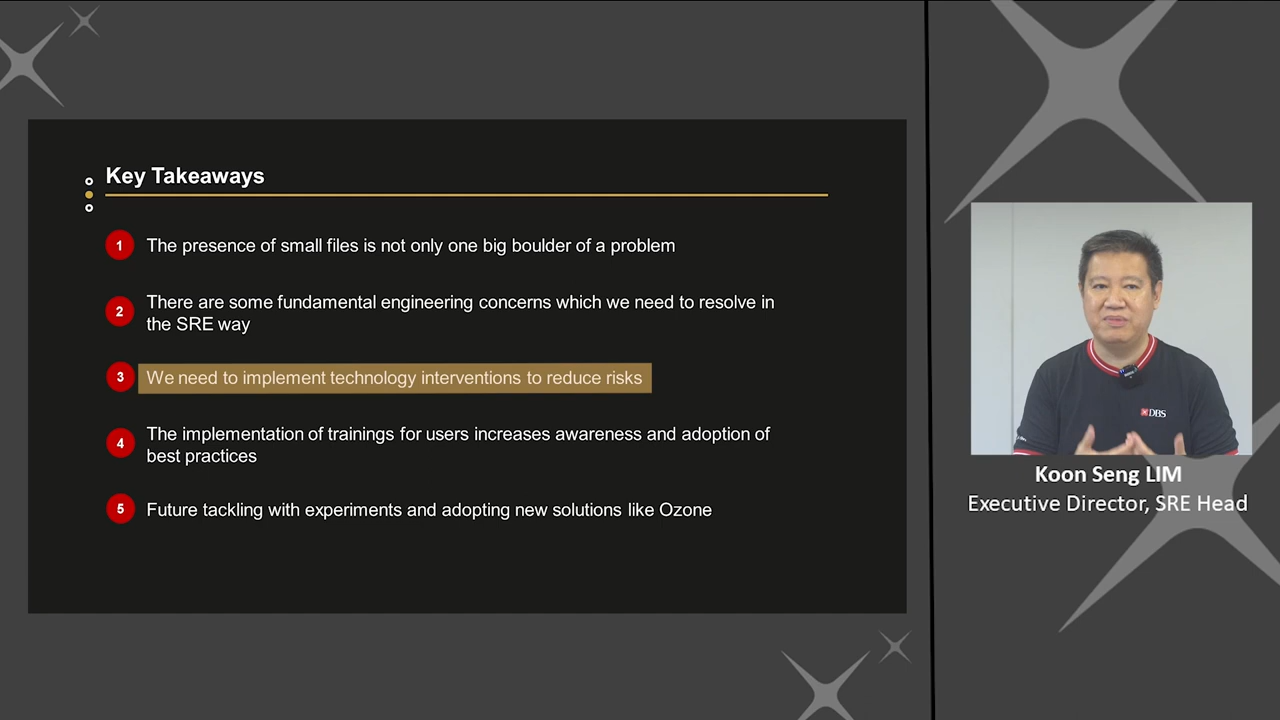 Key Takeaways
1 The presence of small files is not only one big boulder of a problem
2 There are some fundamental engineering concerns which we need to resolve in
the SRE way
3 We need to implement technology interventions to reduce risks
4 The implementation of trainings for users increases awareness and adoption of
best practices
5 Future tackling with experiments and adopting new solutions like Ozone
DBS
Koon Seng LIM
Executive Director, SRE Head